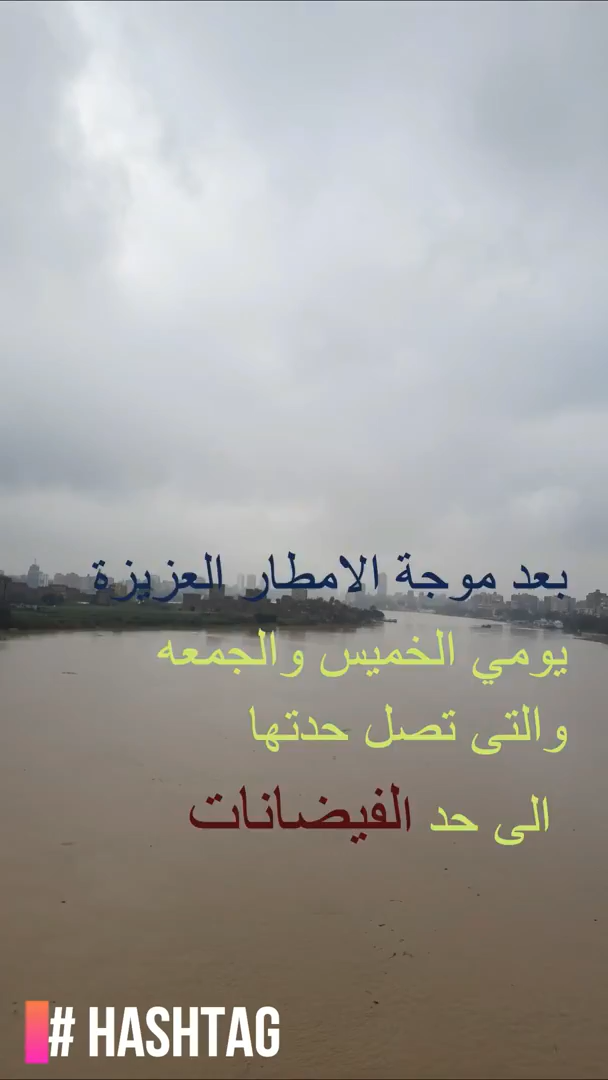 بعد موجة الامطار العزيزة
يومي الخميس والجمعه
والتى تصل حدتها
الى حد الفيضانات
# HASHTAG